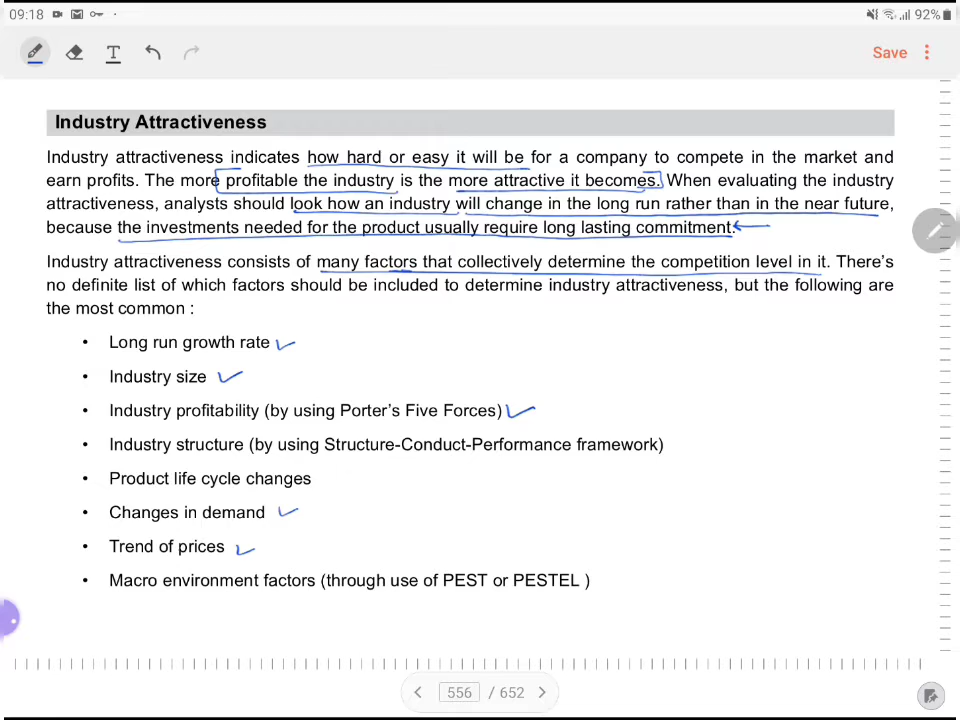 09:18
92%
T
Save
Industry Attractiveness
Industry attractiveness indicates how hard or easy it will be for a company to compete in the market and
earn profits. The more profitable the industry is the more attractive it becomes. When evaluating the industry
attractiveness, analysts should look how an industry will change in the long run rather than in the near future,
because the investments needed for the product usually require long lasting commitment.
Industry attractiveness consists of many factors that collectively determine the competition level in it. There's
no definite list of which factors should be included to determine industry attractiveness, but the following are
the most common :
• Long run growth rate
• Industry size
• Industry profitability (by using Porter's Five Forces)
• Industry structure (by using Structure-Conduct-Performance framework)
• Product life cycle changes
• Changes in demand
• Trend of prices
• Macro environment factors (through use of PEST or PESTEL )
556 / 652